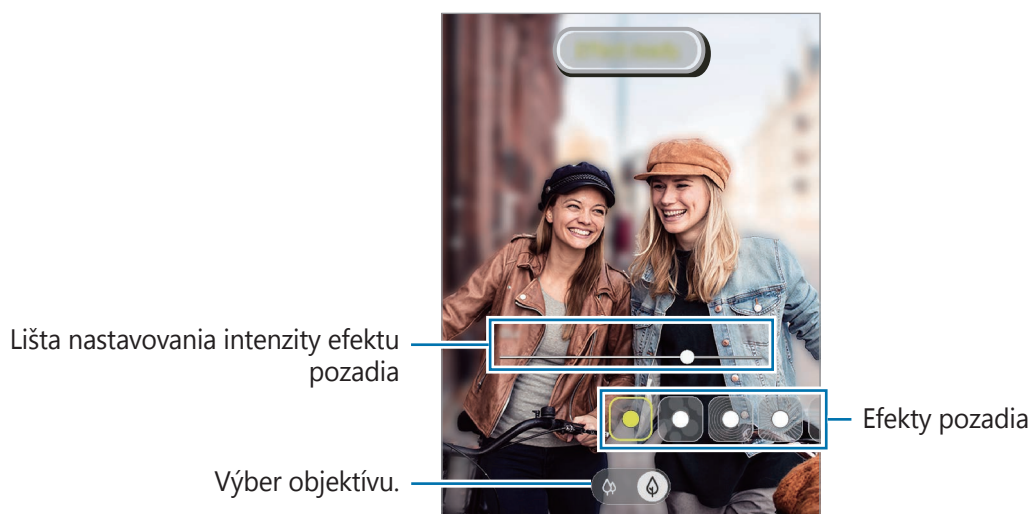 Lišta nastavovania intenzity efektu
pozadia
Efekty pozadia
Výber objektívu.